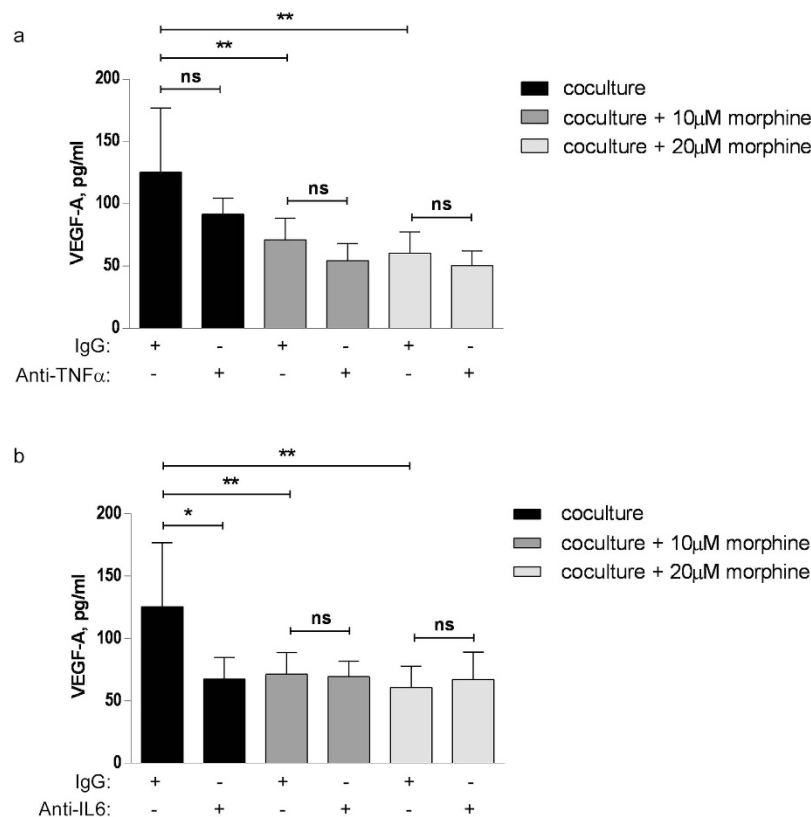 a
**
**
ns
ns
ns
200
150
100
50
0
VEGF-A, pg/ml
coculture
coculture + 10μM morphine
coculture + 20μM morphine
IgG: + - + - + -
Anti-TNFα: - + - + - +
b
**
**
*
ns
ns
200
150
100
50
0
VEGF-A, pg/ml
coculture
coculture + 10μM morphine
coculture + 20μM morphine
IgG: + - + - + -
Anti-IL6: - + - + - +